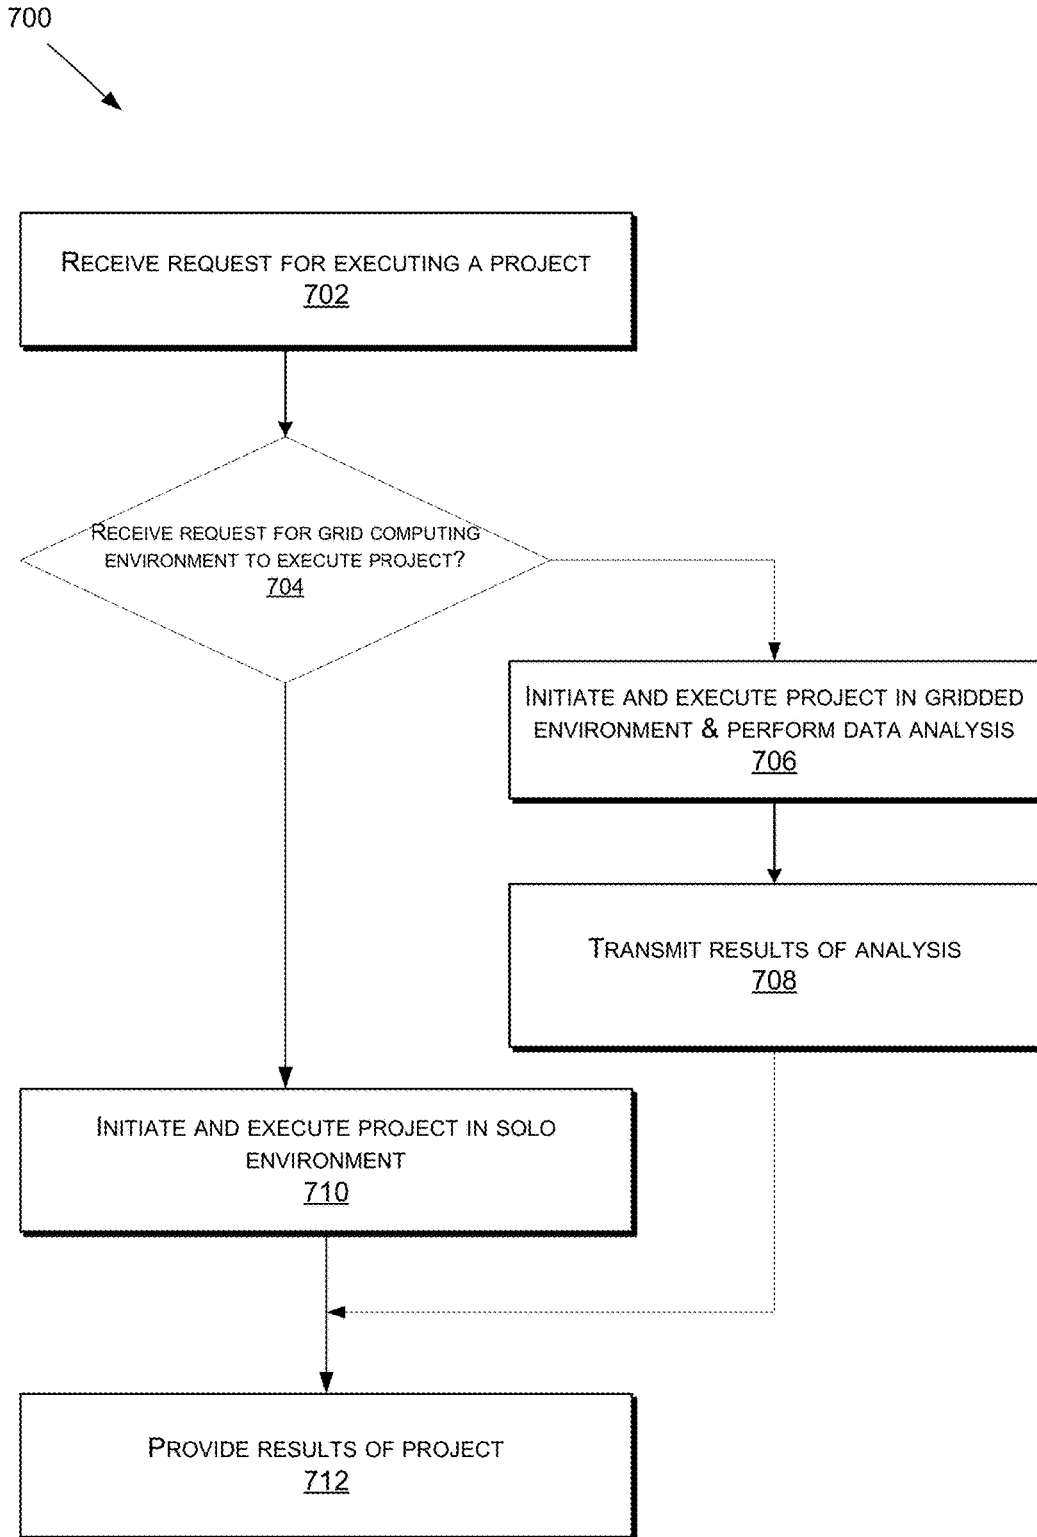 700
RECEIVE REQUEST FOR EXECUTING A PROJECT
702
RECEIVE REQUEST FOR GRID COMPUTING
ENVIRONMENT TO EXECUTE PROJECT?
704
INITIATE AND EXECUTE PROJECT IN GRIDDED
ENVIRONMENT & PERFORM DATA ANALYSIS
706
TRANSMIT RESULTS OF ANALYSIS
708
INITIATE AND EXECUTE PROJECT IN SOLO
ENVIRONMENT
710
PROVIDE RESULTS OF PROJECT
712